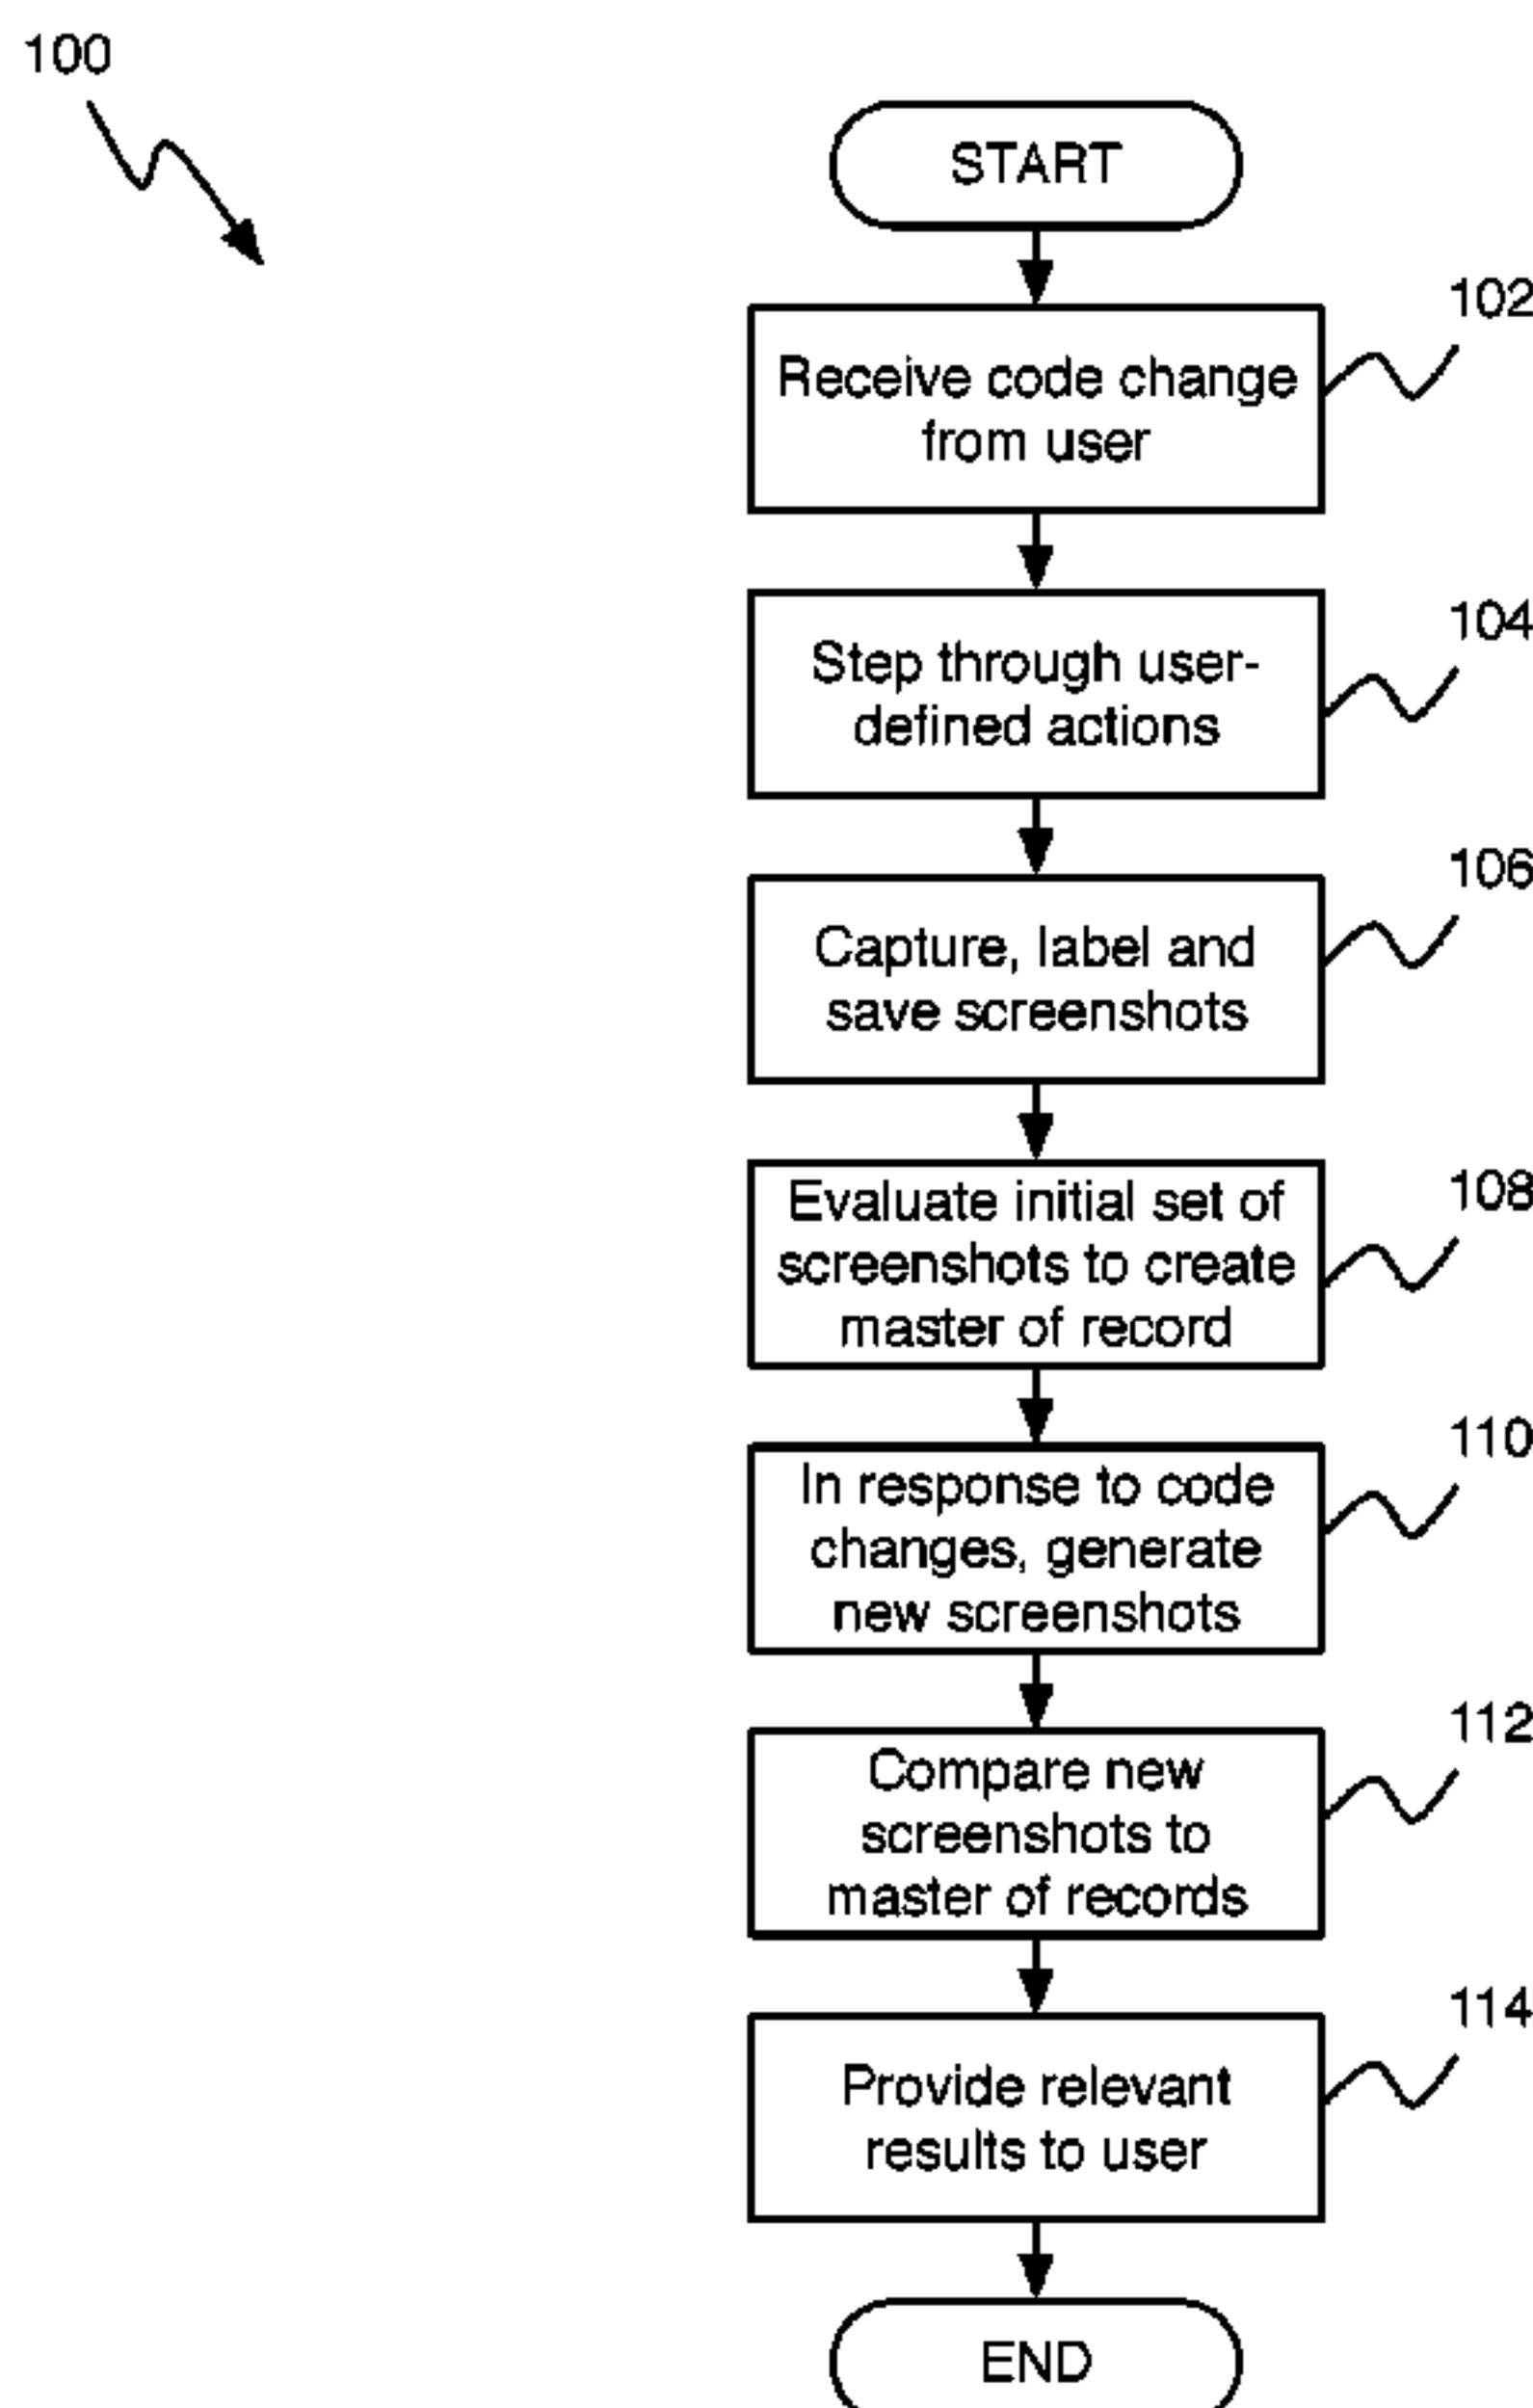 100
START
102
Receive code change
from user
104
Step through user-
defined actions
106
Capture, label and
save screenshots
108
Evaluate initial set of
screenshots to create
master of record
110
In response to code
changes, generate
new screenshots
112
Compare new
screenshots to
master of records
114
Provide relevant
results to user
END